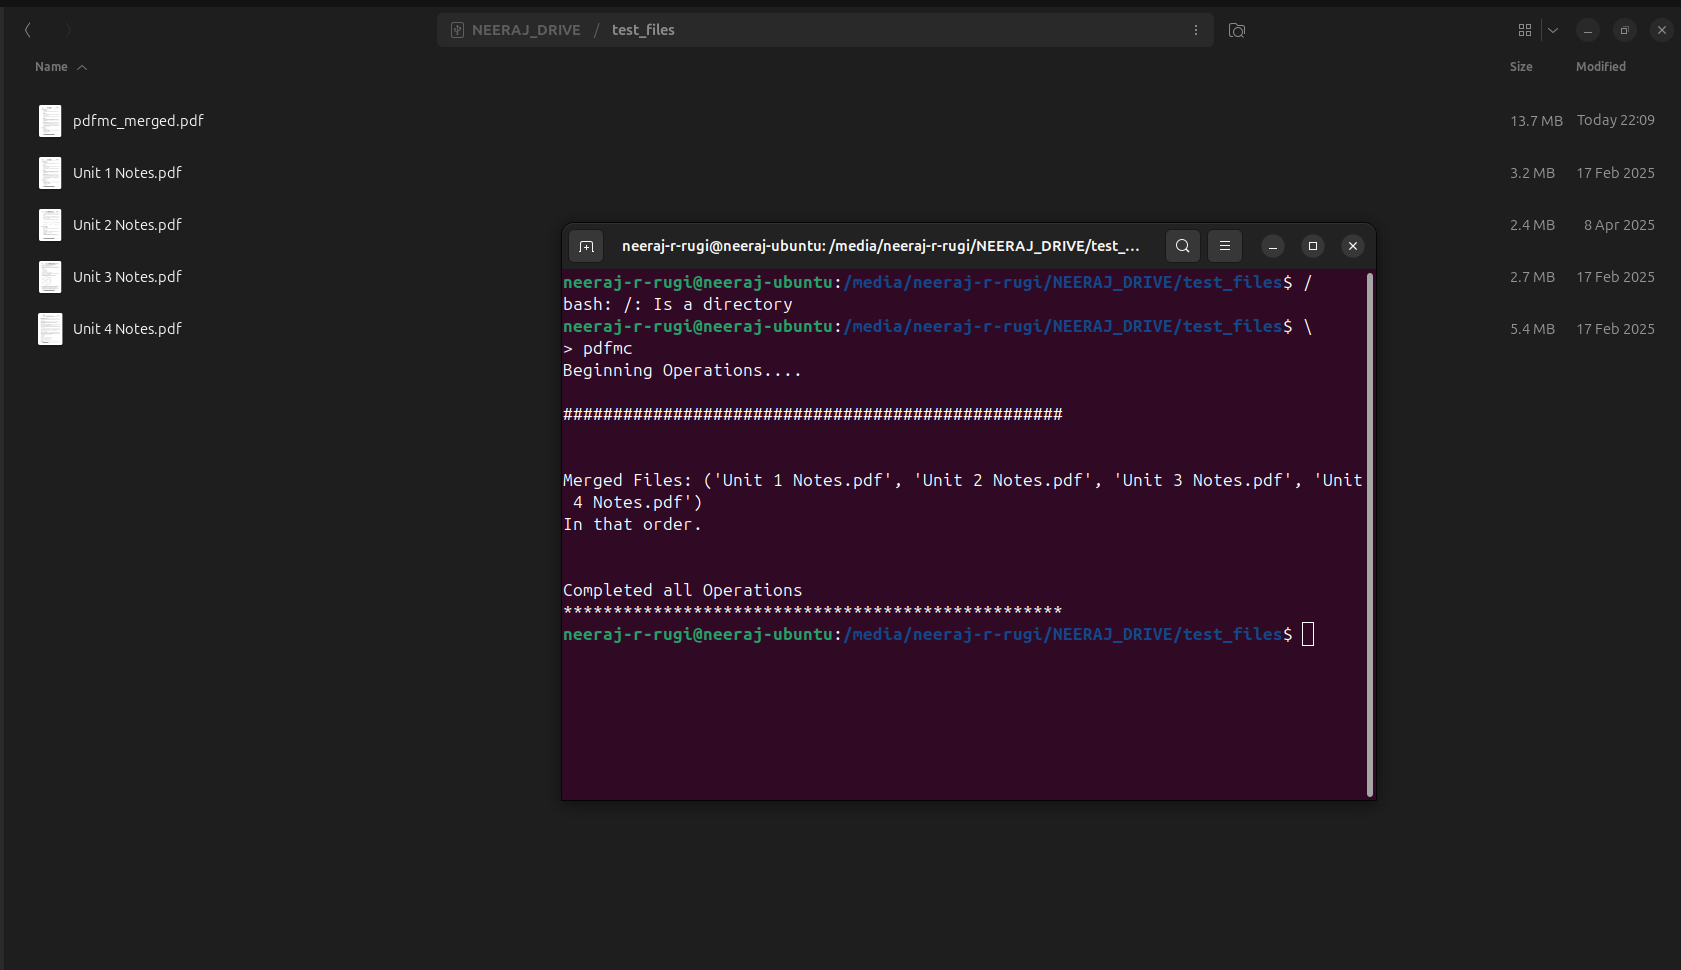 NEERAJ_DRIVE / test_files
Name Size Modified
pdfmc_merged.pdf 13.7 MB Today 22:09
Unit 1 Notes.pdf 3.2 MB 17 Feb 2025
Unit 2 Notes.pdf 2.4 MB 8 Apr 2025
Unit 3 Notes.pdf 2.7 MB 17 Feb 2025
Unit 4 Notes.pdf 5.4 MB 17 Feb 2025
neeraj-r-rugi@neeraj-ubuntu: /media/neeraj-r-rugi/NEERAJ_DRIVE/test_...
neeraj-r-rugi@neeraj-ubuntu:/media/neeraj-r-rugi/NEERAJ_DRIVE/test_files$ /
bash: /: Is a directory
neeraj-r-rugi@neeraj-ubuntu:/media/neeraj-r-rugi/NEERAJ_DRIVE/test_files$ \
> pdfmc
Beginning Operations....
##################################################
Merged Files: ('Unit 1 Notes.pdf', 'Unit 2 Notes.pdf', 'Unit 3 Notes.pdf', 'Unit
4 Notes.pdf')
In that order.
Completed all Operations
**************************************************
neeraj-r-rugi@neeraj-ubuntu:/media/neeraj-r-rugi/NEERAJ_DRIVE/test_files$